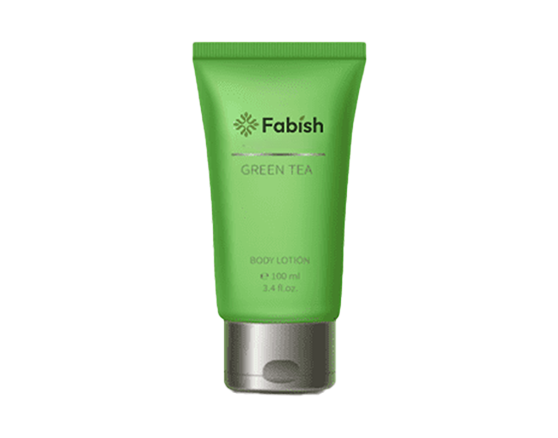 Fabish
GREEN TEA
BODY LOTION
℮ 100 ml
3.4 fl.oz.